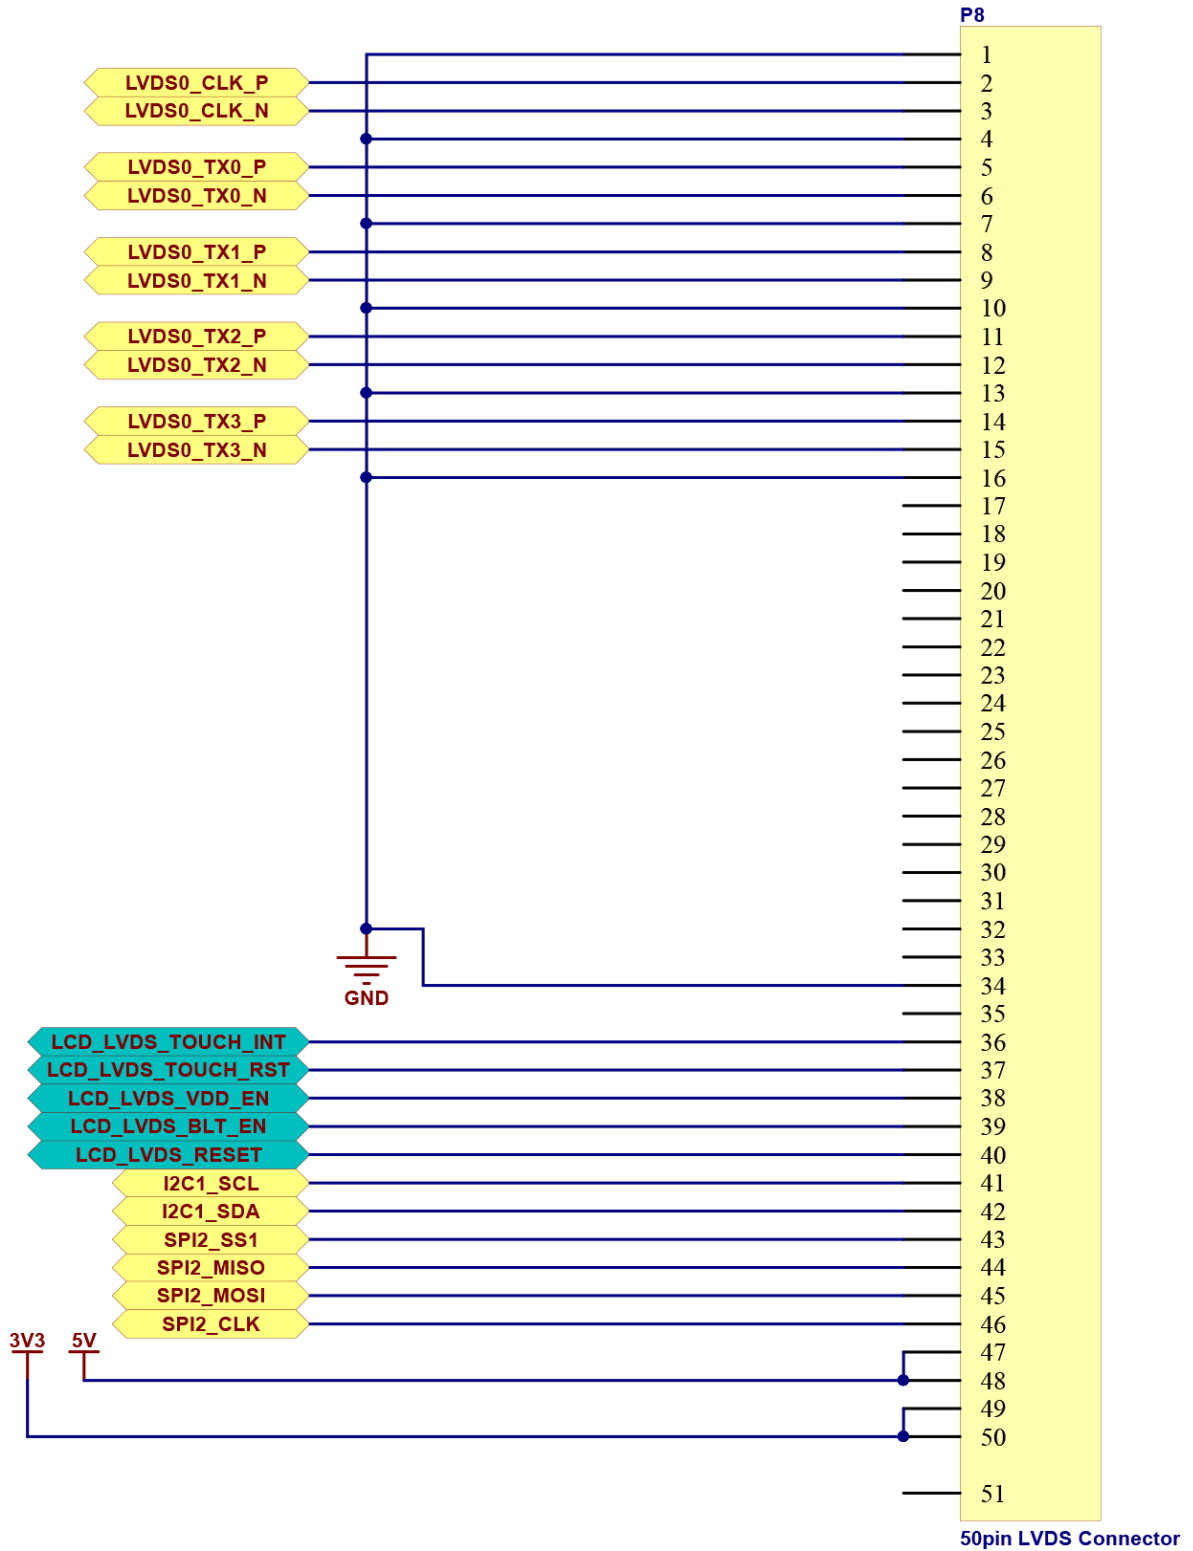 P8
1
LVDS0_CLK_P 2
LVDS0_CLK_N 3
4
LVDS0_TX0_P 5
LVDS0_TX0_N 6
7
LVDS0_TX1_P 8
LVDS0_TX1_N 9
10
LVDS0_TX2_P 11
LVDS0_TX2_N 12
13
LVDS0_TX3_P 14
LVDS0_TX3_N 15
16
17
18
19
20
21
22
23
24
25
26
27
28
29
30
31
32
33
34
GND
35
LCD_LVDS_TOUCH_INT 36
LCD_LVDS_TOUCH_RST 37
LCD_LVDS_VDD_EN 38
LCD_LVDS_BLT_EN 39
LCD_LVDS_RESET 40
I2C1_SCL 41
I2C1_SDA 42
SPI2_SS1 43
SPI2_MISO 44
SPI2_MOSI 45
SPI2_CLK 46
3V3 5V 47
48
49
50
51
50pin LVDS Connector